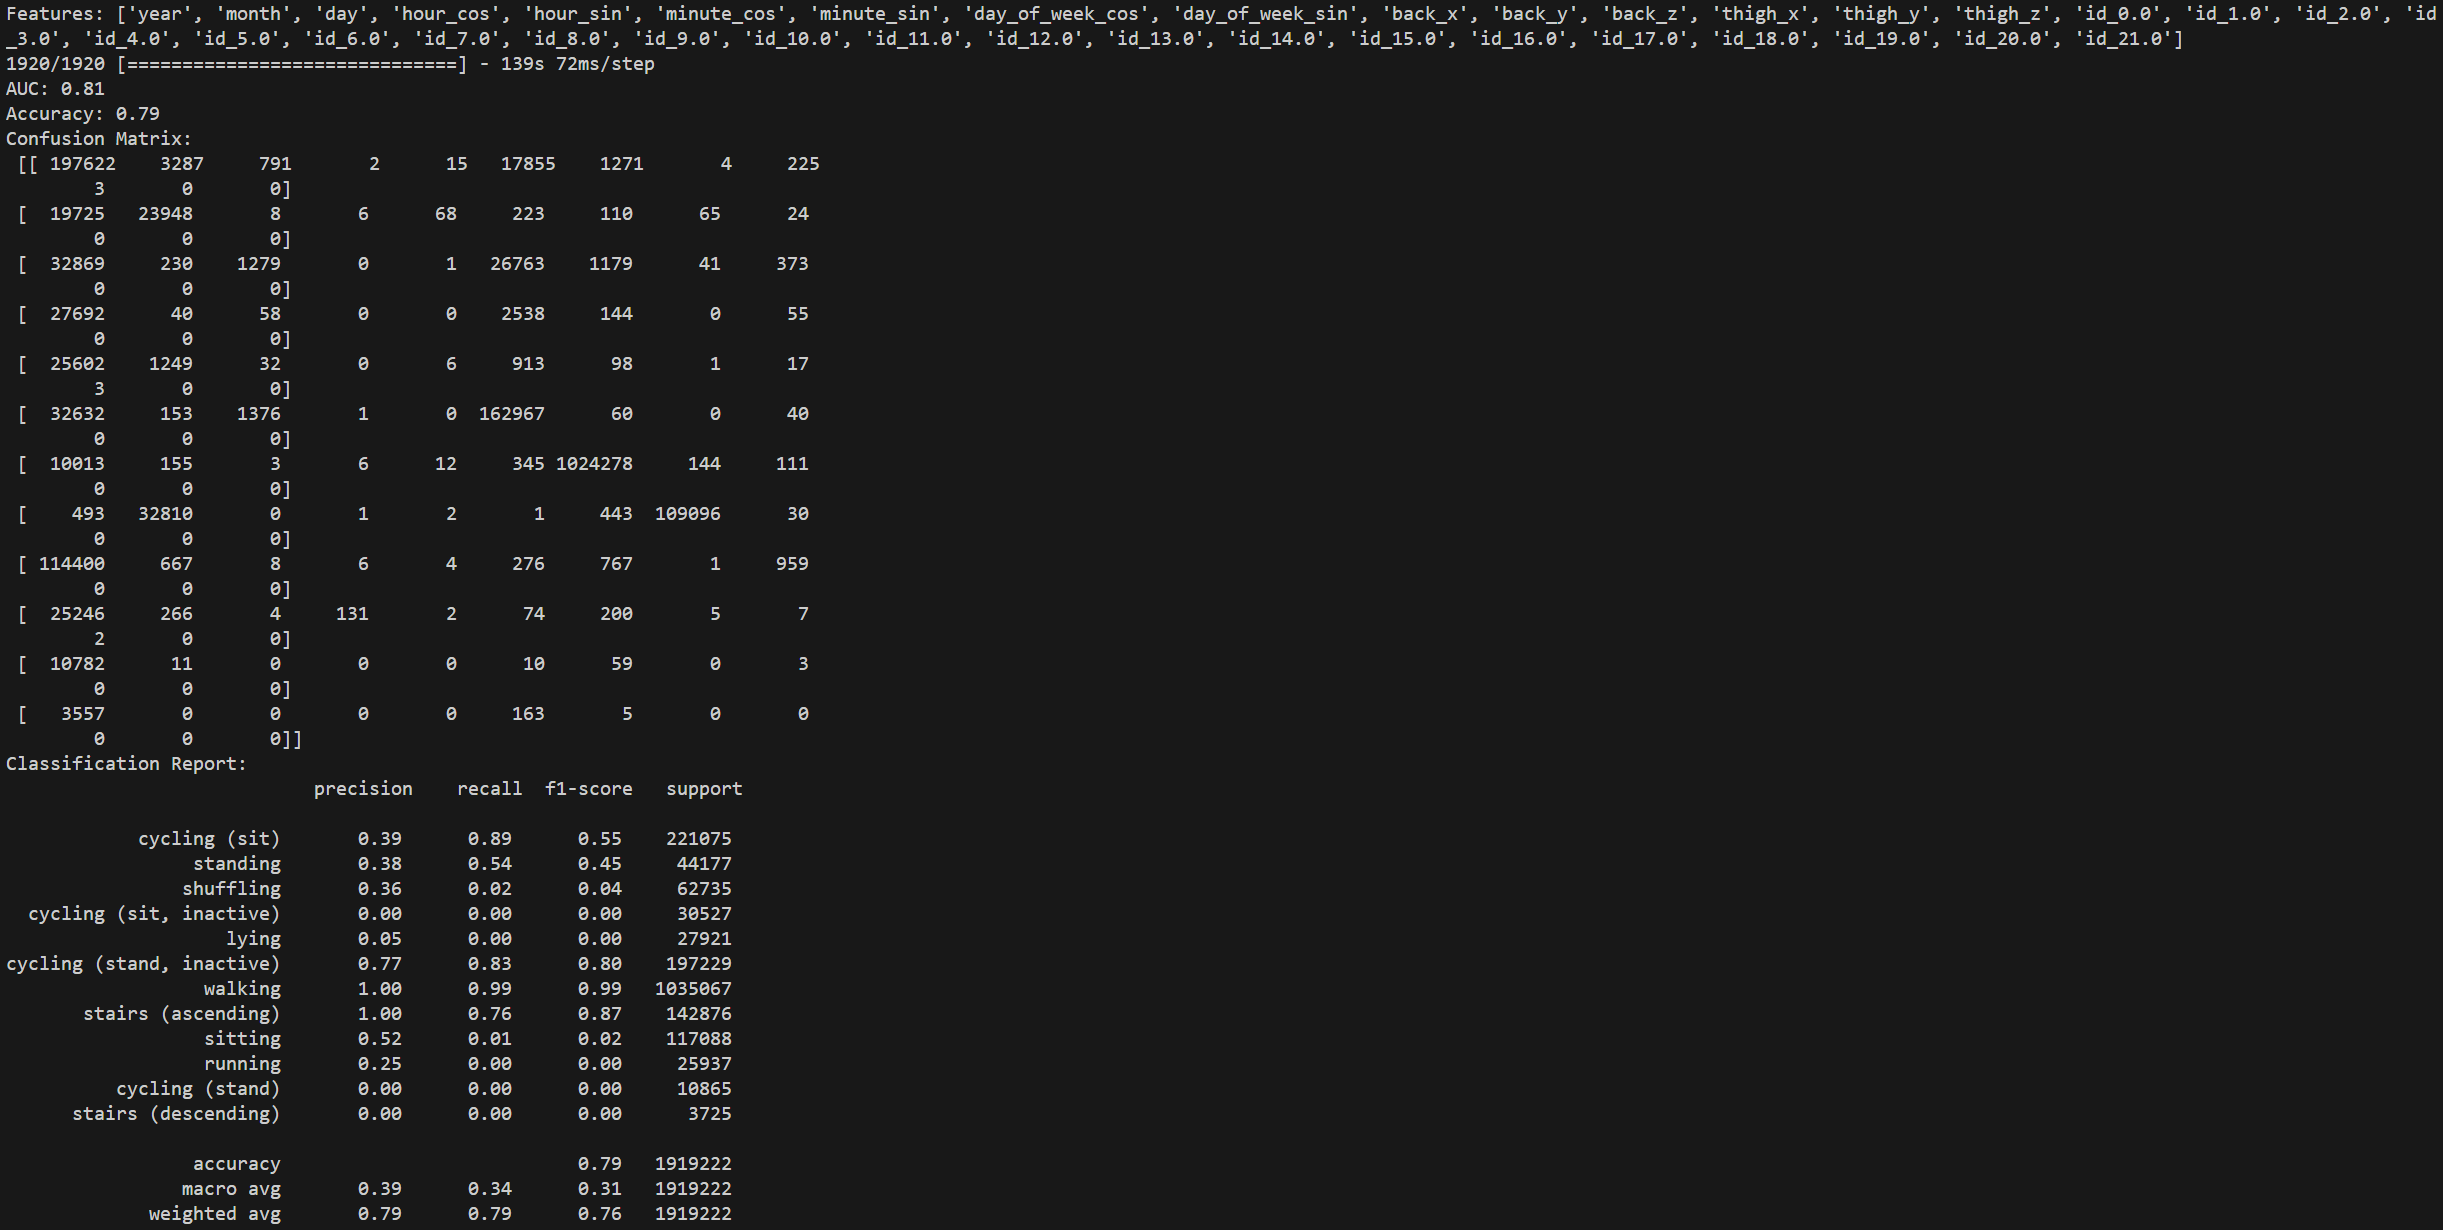 Features: ['year', 'month', 'day', 'hour_cos', 'hour_sin', 'minute_cos', 'minute_sin', 'day_of_week_cos', 'day_of_week_sin', 'back_x', 'back_y', 'back_z', 'thigh_x', 'thigh_y', 'thigh_z', 'id_0.0', 'id_1.0', 'id_2.0', 'id
_3.0', 'id_4.0', 'id_5.0', 'id_6.0', 'id_7.0', 'id_8.0', 'id_9.0', 'id_10.0', 'id_11.0', 'id_12.0', 'id_13.0', 'id_14.0', 'id_15.0', 'id_16.0', 'id_17.0', 'id_18.0', 'id_19.0', 'id_20.0', 'id_21.0']
1920/1920 [==============================] - 139s 72ms/step
AUC: 0.81
Accuracy: 0.79
Confusion Matrix:
[[ 197622 3287 791 2 15 17855 1271 4 225
3 0 0]
[ 19725 23948 8 6 68 223 110 65 24
0 0 0]
[ 32869 230 1279 0 1 26763 1179 41 373
0 0 0]
[ 27692 40 58 0 0 2538 144 0 55
0 0 0]
[ 25602 1249 32 0 6 913 98 1 17
3 0 0]
[ 32632 153 1376 1 0 162967 60 0 40
0 0 0]
[ 10013 155 3 6 12 345 1024278 144 111
0 0 0]
[ 493 32810 0 1 2 1 443 109096 30
0 0 0]
[ 114400 667 8 6 4 276 767 1 959
0 0 0]
[ 25246 266 4 131 2 74 200 5 7
2 0 0]
[ 10782 11 0 0 0 10 59 0 3
0 0 0]
[ 3557 0 0 0 0 163 5 0 0
0 0 0]]
Classification Report:
precision recall f1-score support
cycling (sit) 0.39 0.89 0.55 221075
standing 0.38 0.54 0.45 44177
shuffling 0.36 0.02 0.04 62735
cycling (sit, inactive) 0.00 0.00 0.00 30527
lying 0.05 0.00 0.00 27921
cycling (stand, inactive) 0.77 0.83 0.80 197229
walking 1.00 0.99 0.99 1035067
stairs (ascending) 1.00 0.76 0.87 142876
sitting 0.52 0.01 0.02 117088
running 0.25 0.00 0.00 25937
cycling (stand) 0.00 0.00 0.00 10865
stairs (descending) 0.00 0.00 0.00 3725
accuracy 0.79 1919222
macro avg 0.39 0.34 0.31 1919222
weighted avg 0.79 0.79 0.76 1919222